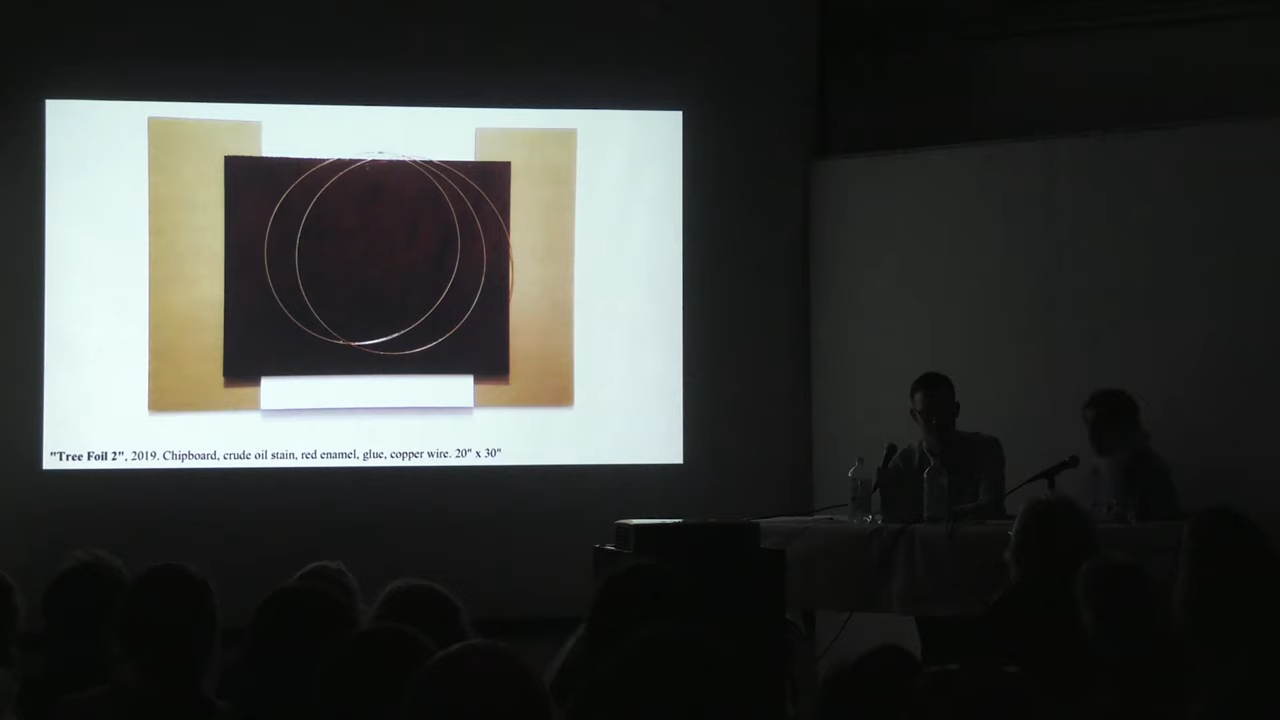 "Tree Foil 2", 2019. Chipboard, crude oil stain, red enamel, glue, copper wire. 20" x 30"